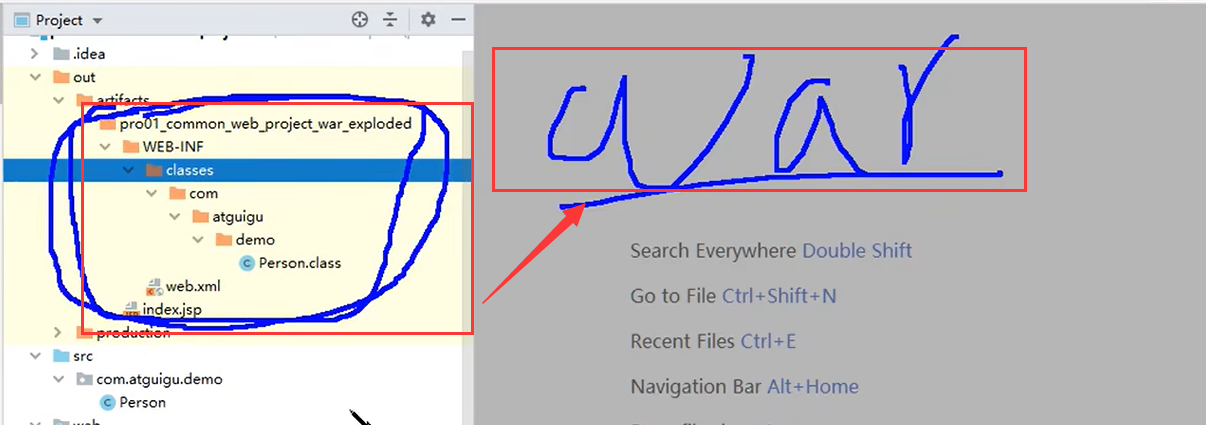 Project
.idea
out
artifacts
pro01_common_web_project_war_exploded
WEB-INF
classes
com
atguigu
demo
Person.class
web.xml
index.jsp
production
src
com.atguigu.demo
Person
war
Search Everywhere Double Shift
Go to File Ctrl+Shift+N
Recent Files Ctrl+E
Navigation Bar Alt+Home